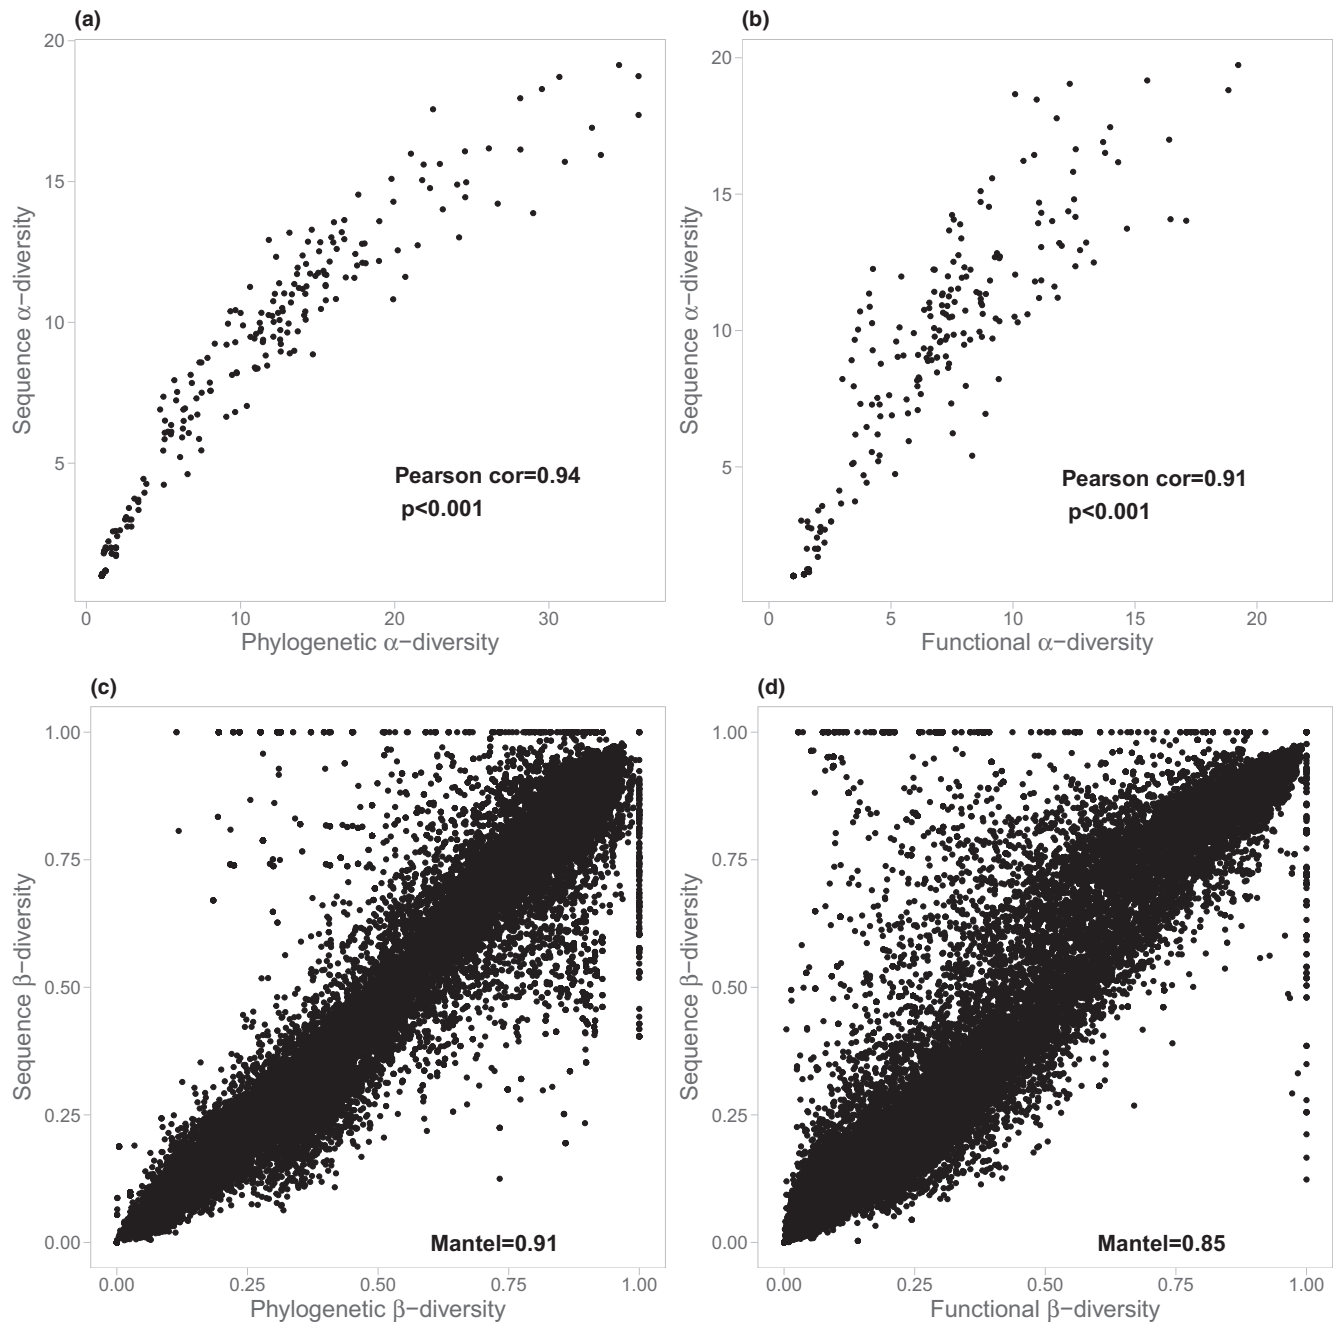 (a)
20
15
10
5
Sequence α−diversity
Pearson cor=0.94
p<0.001
0 10 20 30
Phylogenetic α−diversity
(b)
20
15
10
5
Sequence α−diversity
Pearson cor=0.91
p<0.001
0 5 10 15 20
Functional α−diversity
(c)
1.00
0.75
0.50
0.25
0.00
Sequence β−diversity
Mantel=0.91
0.00 0.25 0.50 0.75 1.00
Phylogenetic β−diversity
(d)
1.00
0.75
0.50
0.25
0.00
Sequence β−diversity
Mantel=0.85
0.00 0.25 0.50 0.75 1.00
Functional β−diversity